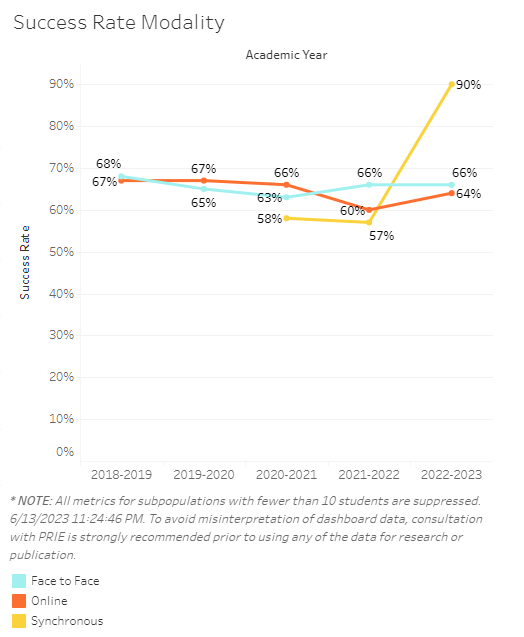 Success Rate Modality
Academic Year
90%
80%
70%
60%
50%
40%
30%
20%
10%
0%
Success Rate
68%
67%
67%
65%
66%
63%
58%
66%
60%
57%
90%
66%
64%
2018-2019 2019-2020 2020-2021 2021-2022 2022-2023
* NOTE: All metrics for subpopulations with fewer than 10 students are suppressed.
6/13/2023 11:24:46 PM. To avoid misinterpretation of dashboard data, consultation
with PRIE is strongly recommended prior to using any of the data for research or
publication.
Face to Face
Online
Synchronous